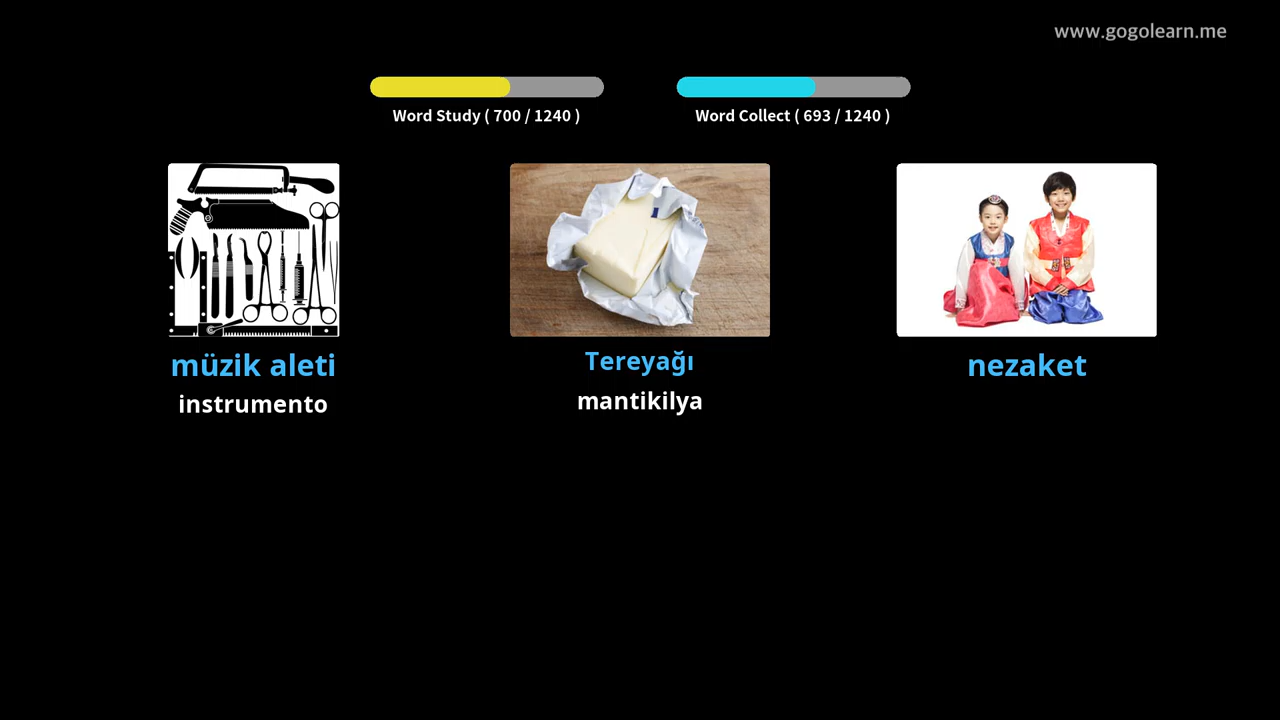 www.gogolearn.me
Word Study ( 700 / 1240 )
Word Collect ( 693 / 1240 )
müzik aleti
instrumento
Tereyağı
mantikilya
nezaket